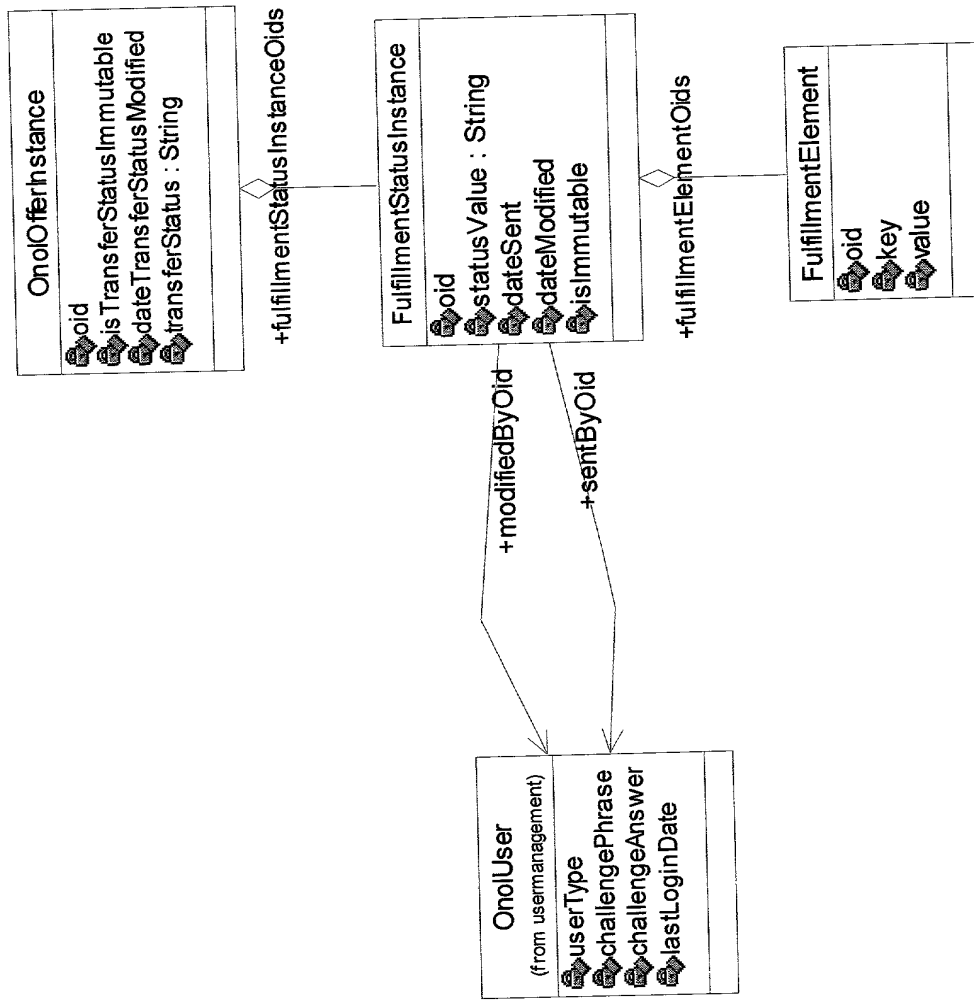 OnolOfferInstance
oid
isTransferStatusImmutable
dateTransferStatusModified
transferStatus : String
+fulfillmentStatusInstanceOids
FulfillmentStatusInstance
oid
statusValue : String
dateSent
dateModified
isImmutable
+fulfillmentElementOids
FulfillmentElement
oid
key
value
+modifiedByOid
+sentByOid
OnolUser
(from usermanagement)
userType
challengePhrase
challengeAnswer
lastLoginDate